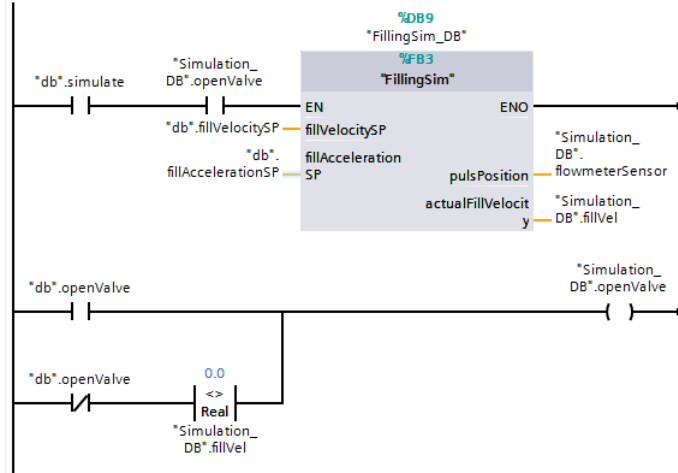 %DB9
"FillingSim_DB"
"Simulation_
"db".simulate
DB".openValve
%FB3
"FillingSim"
EN
ENO
"db".fillVelocitySP
fillVelocitySP
"db".
fillAccelerationSP
fillAcceleration
SP
pulsPosition
"Simulation_
DB".
flowmeterSensor
actualFillVelocit
y
"Simulation_
DB".fillVel
"db".openValve
"Simulation_
DB".openValve
"db".openValve
0.0
<>
Real
"Simulation_
DB".fillVel